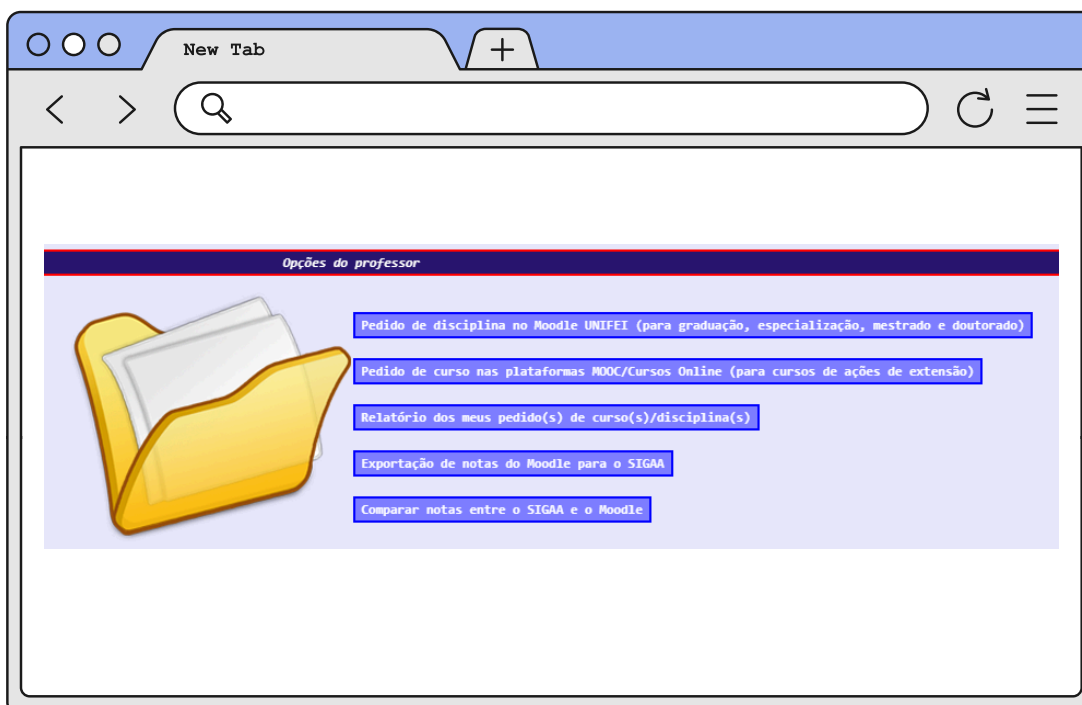 New Tab
Opções do professor
Pedido de disciplina no Moodle UNIFEI (para graduação, especialização, mestrado e doutorado)
Pedido de curso nas plataformas MOOC/Cursos Online (para cursos de ações de extensão)
Relatório dos meus pedido(s) de curso(s)/disciplina(s)
Exportação de notas do Moodle para o SIGAA
Comparar notas entre o SIGAA e o Moodle